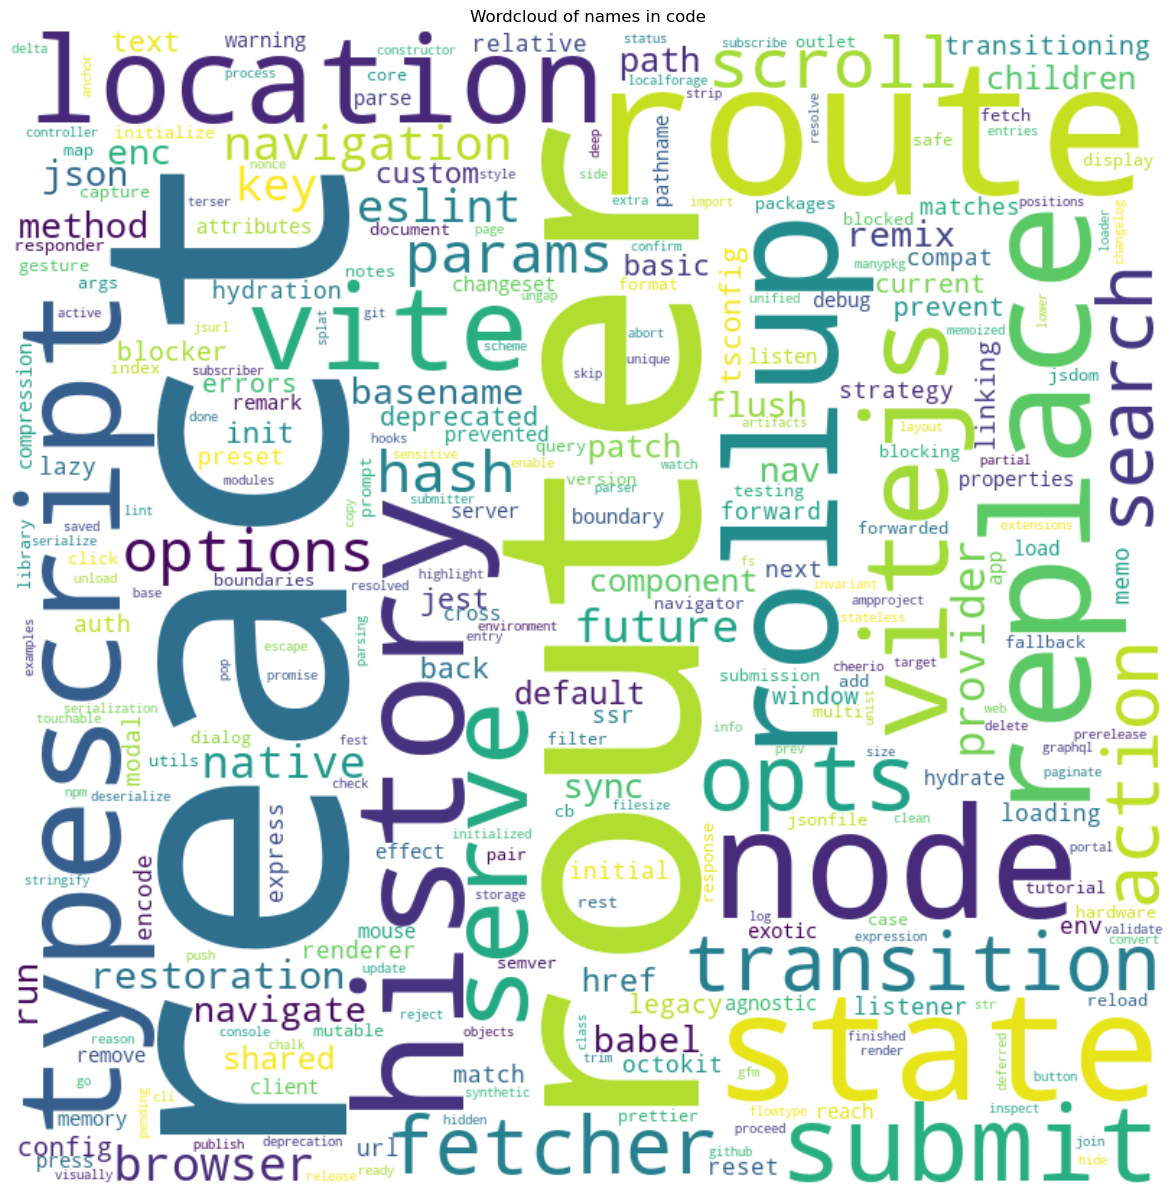 Wordcloud of names in code
location
route
react
router
typescript
history
rollup
vitejs
replace
search
action
node
state
submit
transition
fetcher
browser
serve
vite
hash
params
options
scroll
navigation
key
eslint
json
method
enc
text
warning
relative
path
transitioning
children
delta
anchor
process
core
constructor
parse
status
subscribe
outlet
localforage
strip
resolve
fetch
entries
safe
display
controller
map
initialize
nonce
capture
terser
attributes
custom
style
document
page
deep
side
pathname
extra
import
packages
blocked
matches
positions
loader
changelog
responder
gesture
args
active
hydration
notes
changeset
ungap
confirm
basic
format
tsconfig
unified
manypkg
debug
remix
compat
current
prevent
memoized
lower
linking
jsdom
compression
blocker
index
jsurl
splat
git
scheme
subscriber
errors
remark
basename
deprecated
prevented
abort
unique
skip
listen
strategy
flush
artifacts
layout
blocking
partial
properties
done
init
preset
modules
lazy
hooks
sensitive
enable
query
patch
version
watch
parser
nav
testing
forward
forwarded
extensions
library
saved
lint
serialize
click
unload
base
copy
prompt
submitter
server
boundary
fs
next
load
app
memo
provider
boundaries
resolved
highlight
jest
cross
environment
entry
component
navigator
invariant
ampproject
stateless
fallback
examples
auth
escape
pop
promise
parsing
back
future
default
submission
window
cheerio
add
target
multi
unist
web
delete
prerelease
graphql
serialization
touchable
modal
dialog
utils
native
fest
check
ssr
filter
info
prev
size
paginate
npm
deserialize
sync
cb
filesize
opts
hydrate
jsonfile
clean
loading
portal
express
effect
initialized
pair
storage
initial
rest
response
tutorial
stringify
encode
mouse
renderer
log
exotic
case
expression
env
hardware
validate
convert
push
update
semver
restoration
run
navigate
console
mutable
reject
objects
href
legacy
agnostic
listener
str
reload
reason
remove
chalk
shared
client
class
trim
babel
octokit
gfm
finished
render
deferred
button
go
cli
pending
memory
match
synthetic
prettier
flowtype
reach
inspect
config
press
visually
publish
deprecation
release
ready
url
hidden
github
reset
proceed
join
hide